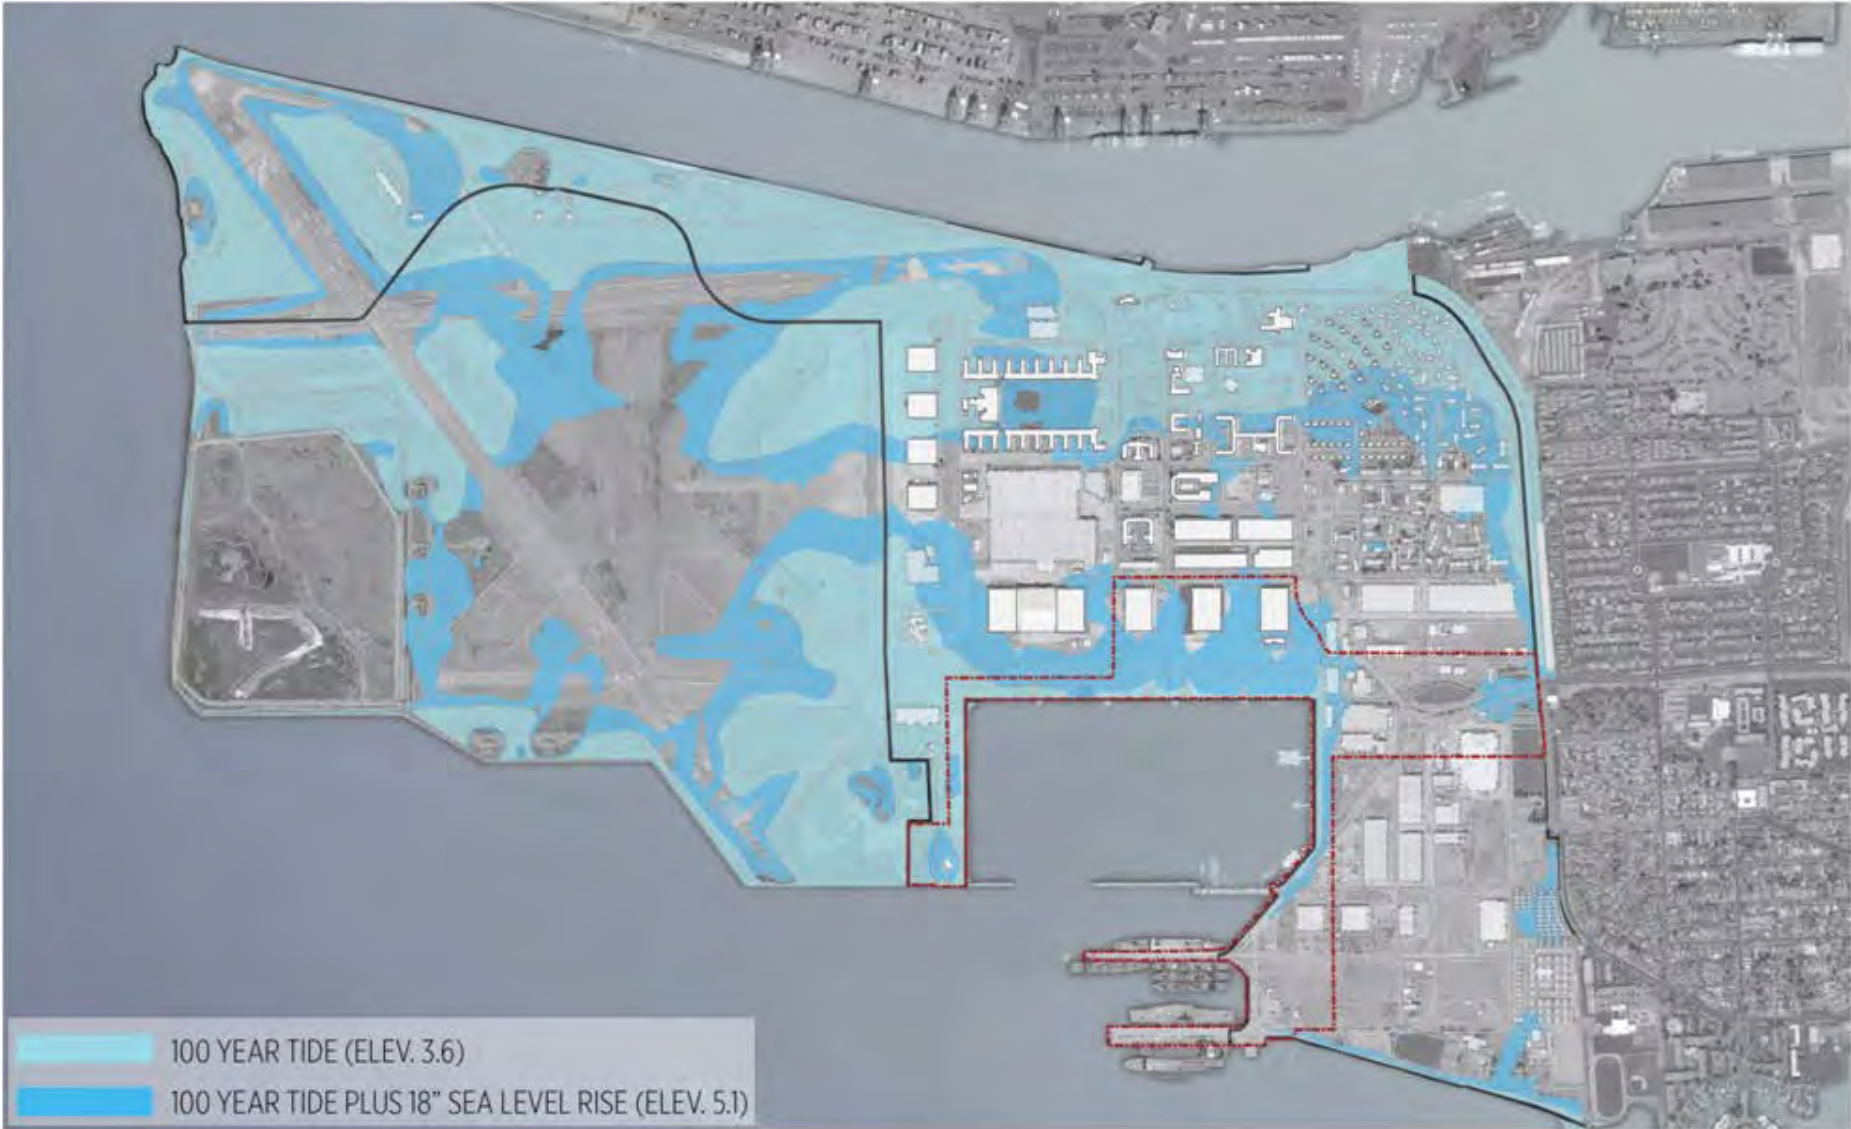 100 YEAR TIDE (ELEV. 3.6)
100 YEAR TIDE PLUS 18" SEA LEVEL RISE (ELEV. 5.1)